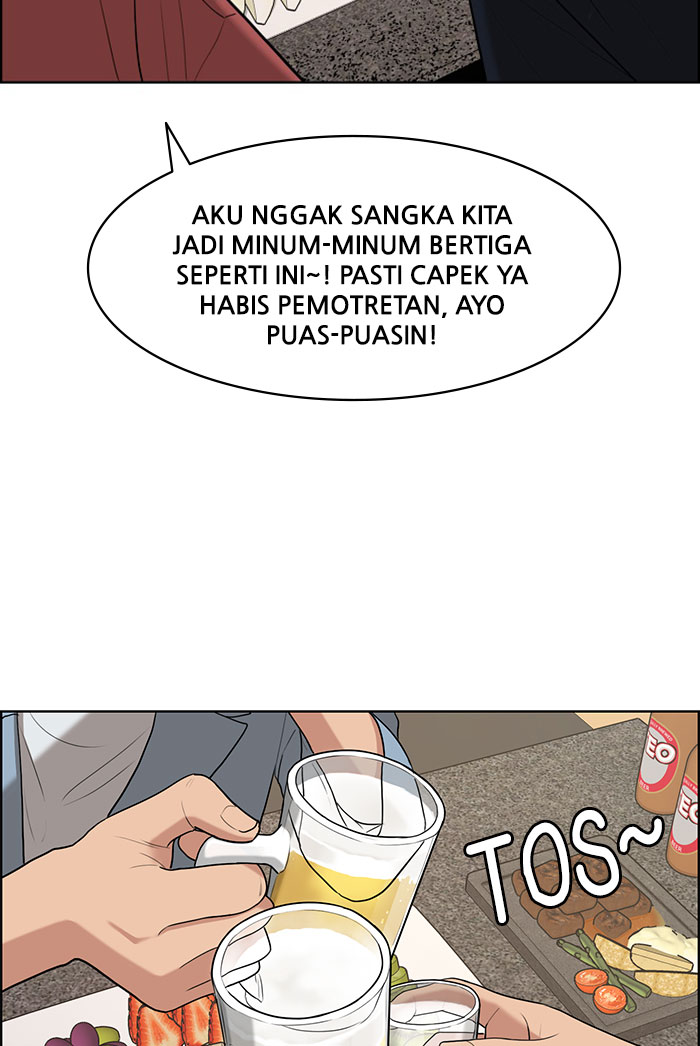 AKU NGGAK SANGKA KITA
JADI MINUM-MINUM BERTIGA
SEPERTI INI~! PASTI CAPEK YA
HABIS PEMOTRETAN, AYO
PUAS-PUASIN!
TOS~